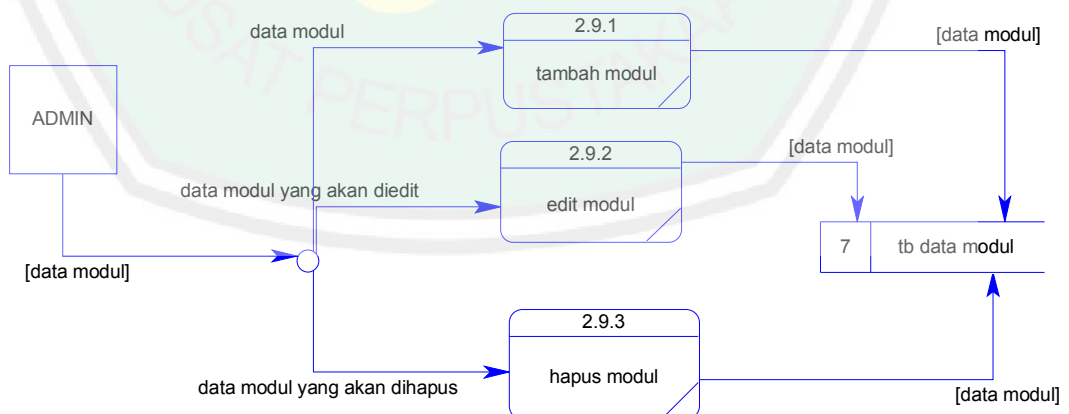 data modul
2.9.1
tambah modul
[data modul]
ADMIN
2.9.2
edit modul
[data modul]
data modul yang akan diedit
7
tb data modul
[data modul]
2.9.3
hapus modul
data modul yang akan dihapus
[data modul]
PUSAT PERPUSTAKAAN